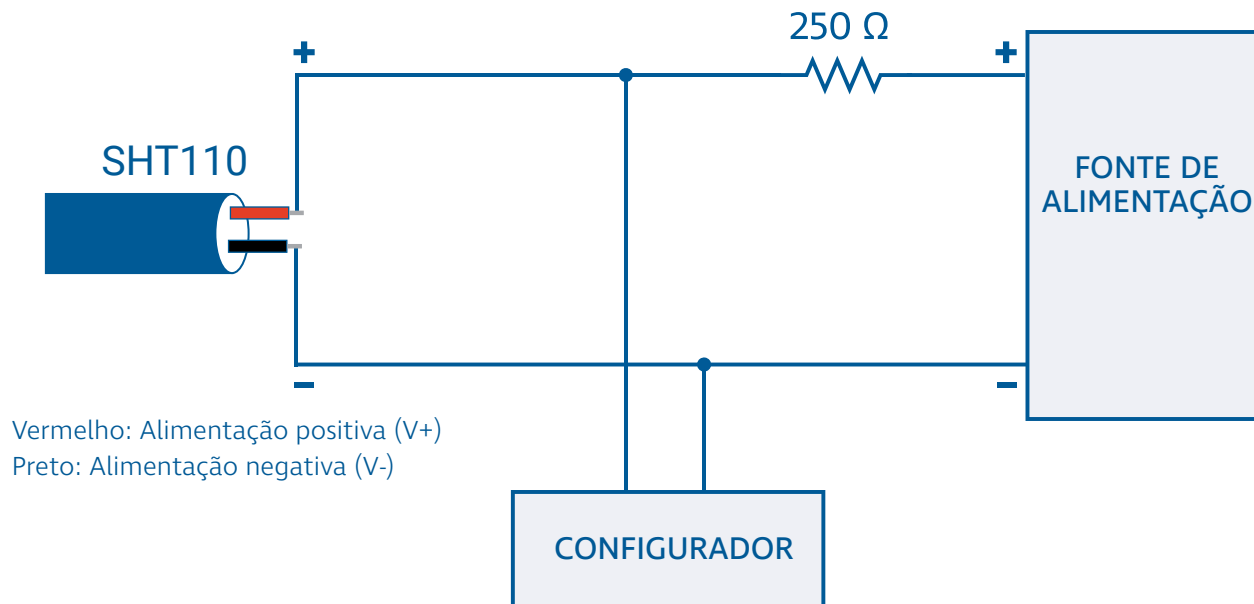 250 Ω
+
+
SHT110
FONTE DE
ALIMENTAÇÃO
-
-
Vermelho: Alimentação positiva (V+)
Preto: Alimentação negativa (V-)
CONFIGURADOR